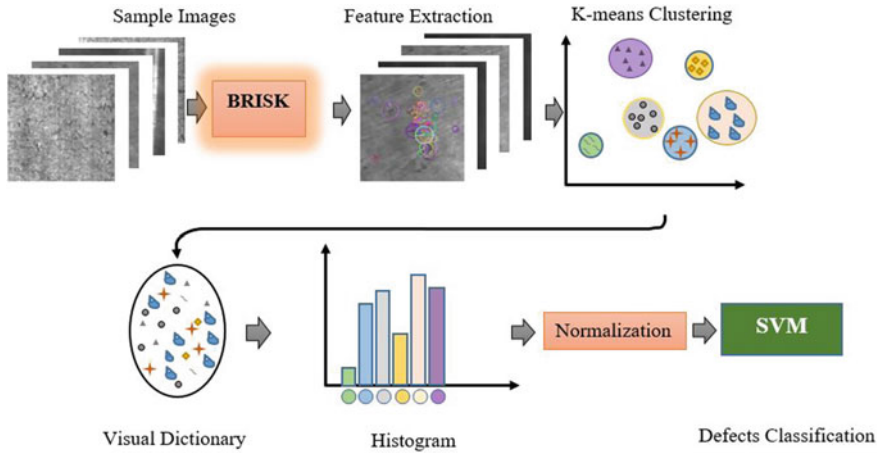 Sample Images
Feature Extraction
K-means Clustering
BRISK
Normalization
SVM
Visual Dictionary
Histogram
Defects Classification